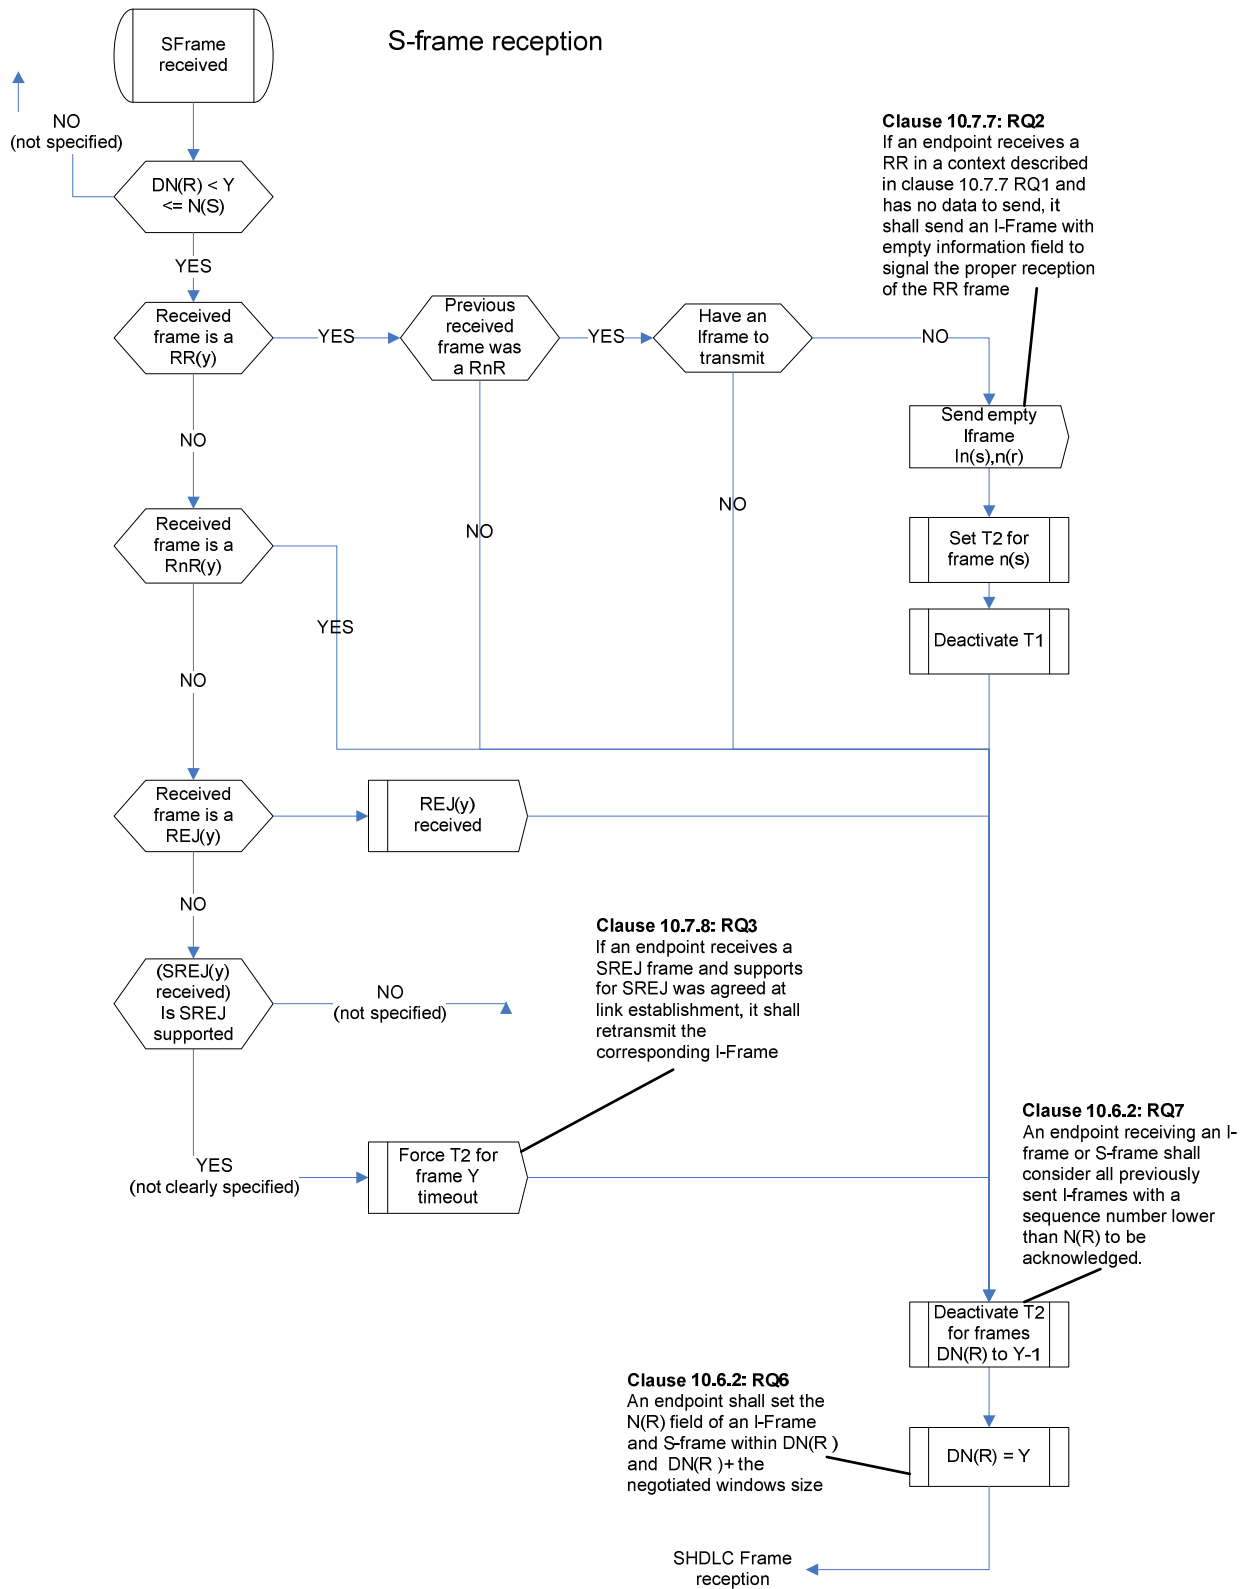 S-frame reception
SFrame
received
NO
(not specified)
DN(R) < Y
<= N(S)
YES
Clause 10.7.7: RQ2
If an endpoint receives a
RR in a context described
in clause 10.7.7 RQ1 and
has no data to send, it
shall send an I-Frame with
empty information field to
signal the proper reception
of the RR frame
Received
frame is a
RR(y)
YES
Previous
received
frame was
a RnR
YES
Have an
Iframe to
transmit
NO
Send empty
Iframe
In(s),n(r)
NO
NO
NO
Received
frame is a
RnR(y)
YES
Set T2 for
frame n(s)
Deactivate T1
NO
Received
frame is a
REJ(y)
REJ(y)
received
NO
(SREJ(y)
received)
Is SREJ
supported
NO
(not specified)
Clause 10.7.8: RQ3
If an endpoint receives a
SREJ frame and supports
for SREJ was agreed at
link establishment, it shall
retransmit the
corresponding I-Frame
YES
(not clearly specified)
Force T2 for
frame Y
timeout
Clause 10.6.2: RQ7
An endpoint receiving an I-
frame or S-frame shall
consider all previously
sent I-frames with a
sequence number lower
than N(R) to be
acknowledged.
Deactivate T2
for frames
DN(R) to Y-1
Clause 10.6.2: RQ6
An endpoint shall set the
N(R) field of an I-Frame
and S-frame within DN(R )
and DN(R )+ the
negotiated windows size
DN(R) = Y
SHDLC Frame
reception